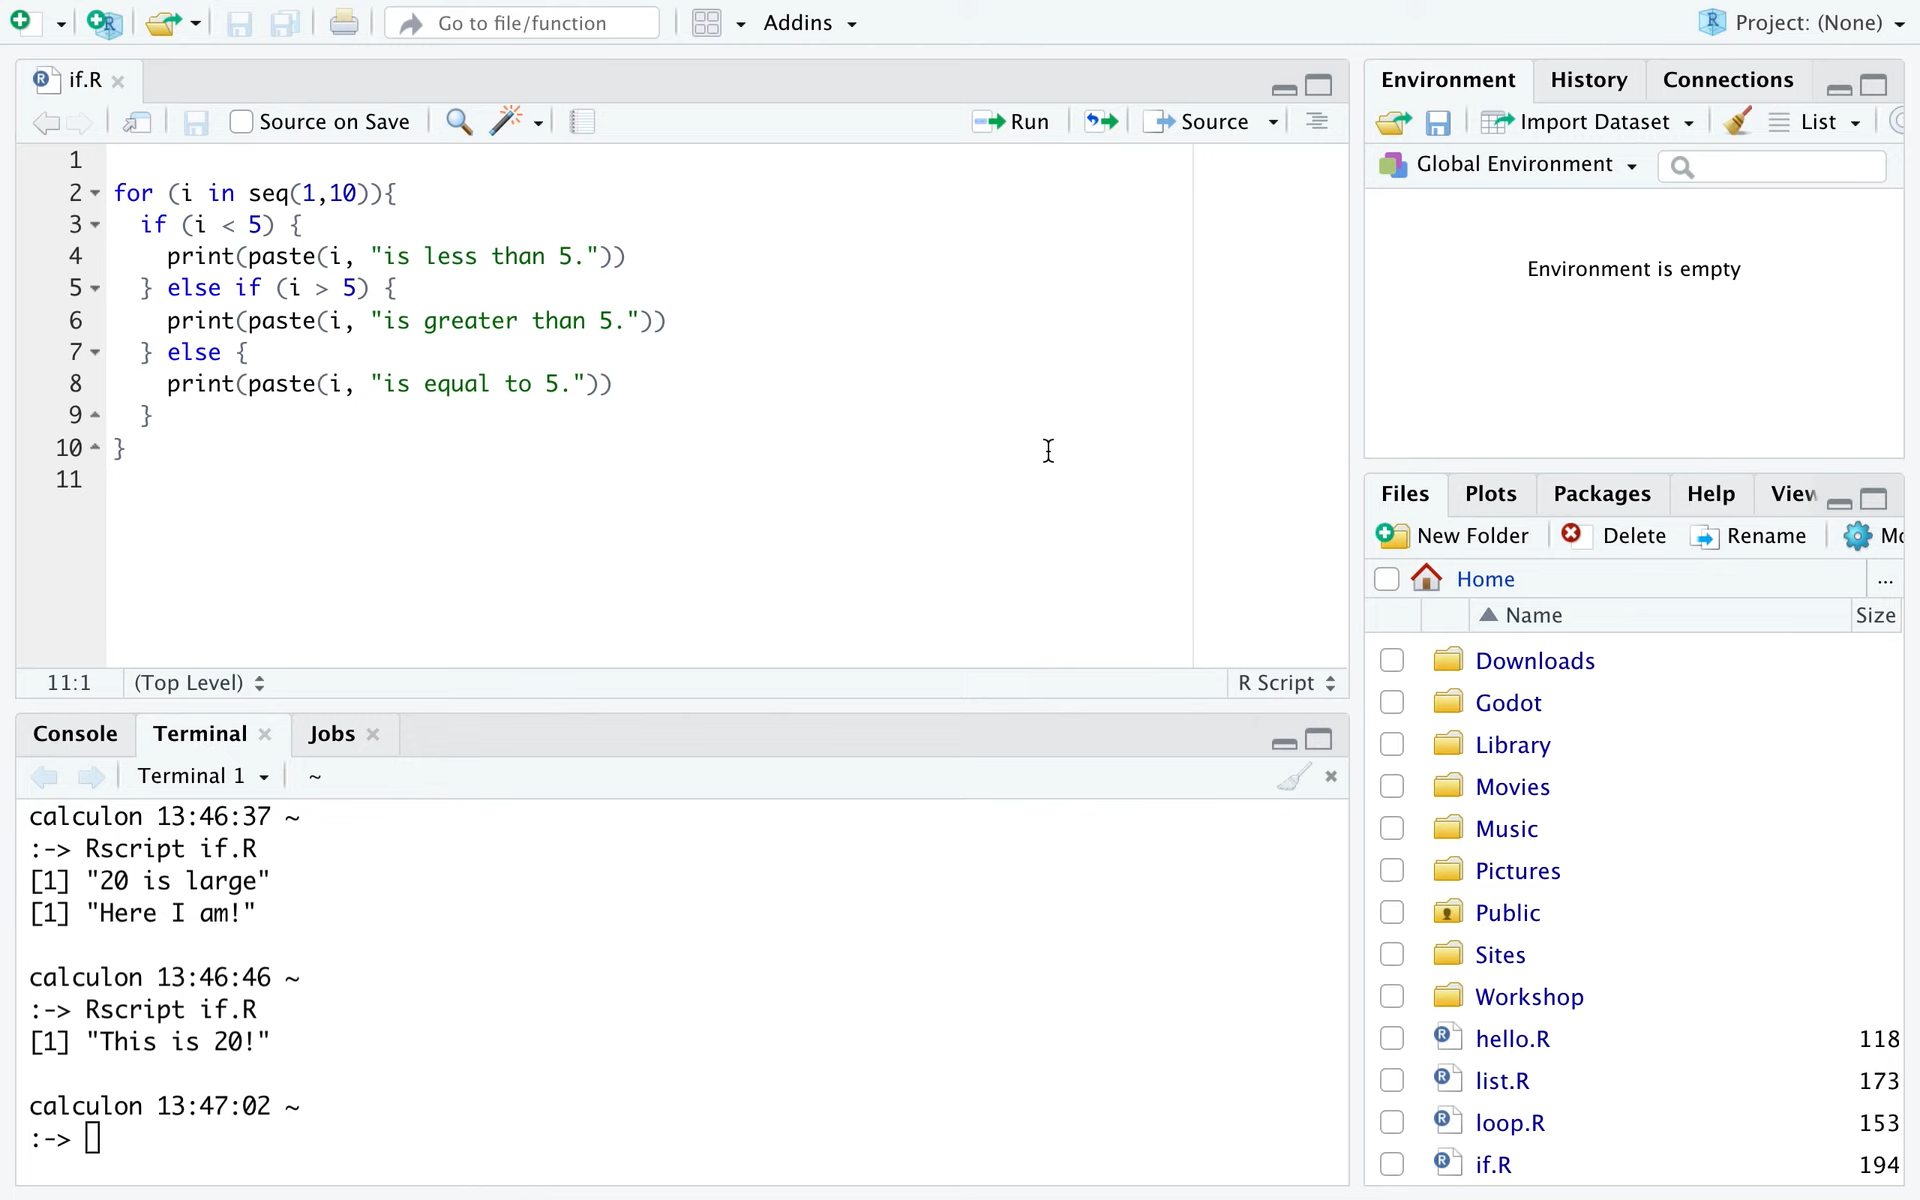 Go to file/function
Addins
Project: (None)
if.R
Source on Save
Run
Source
1
2 for (i in seq(1,10)){
3   if (i < 5) {
4     print(paste(i, "is less than 5."))
5   } else if (i > 5) {
6     print(paste(i, "is greater than 5."))
7   } else {
8     print(paste(i, "is equal to 5."))
9   }
10 }
11
11:1 (Top Level) R Script
Console Terminal Jobs
Terminal 1 ~
calculon 13:46:37 ~
:-> Rscript if.R
[1] "20 is large"
[1] "Here I am!"
calculon 13:46:46 ~
:-> Rscript if.R
[1] "This is 20!"
calculon 13:47:02 ~
:->
Environment History Connections
Import Dataset List
Global Environment
Environment is empty
Files Plots Packages Help View
New Folder Delete Rename Mo
Home ...
Name Size
Downloads
Godot
Library
Movies
Music
Pictures
Public
Sites
Workshop
hello.R 118
list.R 173
loop.R 153
if.R 194